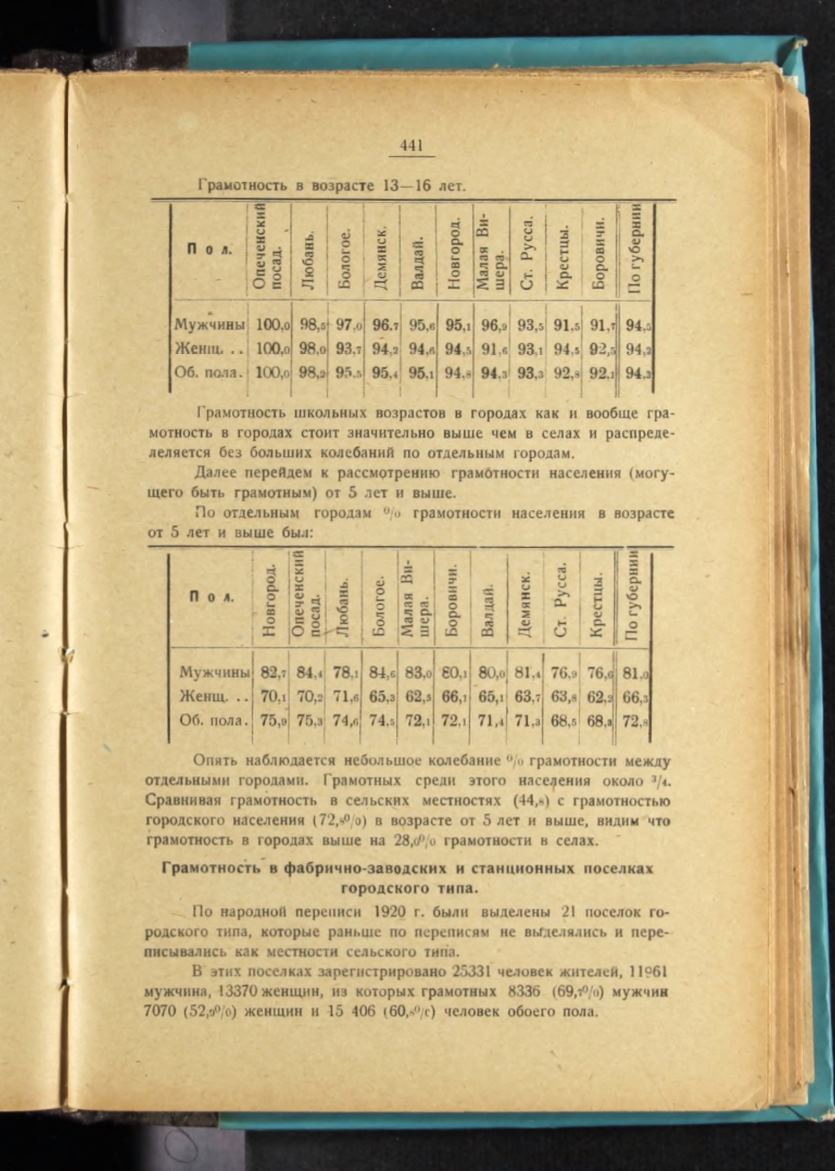 441
Грамотность в возрасте 13—16 лет.
Пол. Опеченский посад. Любань. Бологое. Демянск. Валдай. Новгород. Малая Ви-шера. Ст. Русса. Крестцы. Боровичи. По губернии
Мужчины 100,0 98,5 97,0 96,7 95,6 95,1 96,9 93,5 91,5 91,7 94,5
Женщ. .. 100,0 98,0 93,7 94,2 94,6 94,5 91,6 93,1 94,5 92,5 94,2
Об. пола. 100,0 98,2 95,5 95,4 95,1 94,8 94,3 93,3 92,8 92,1 94,3
Грамотность школьных возрастов в городах как и вообще гра-
мотность в городах стоит значительно выше чем в селах и распреде-
леляется без больших колебаний по отдельным городам.
Далее перейдем к рассмотрению грамотности населения (могу-
щего быть грамотным) от 5 лет и выше.
По отдельным городам % грамотности населения в возрасте
от 5 лет и выше был:
Пол. Новгород. Опеченский посад. Любань. Бологое. Малая Ви-шера. Боровичи. Валдай. Демянск. Ст. Русса. Крестцы. По губернии
Мужчины 82,7 84,4 78,1 84,6 83,0 80,1 80,0 81,4 76,9 76,6 81,0
Женщ. .. 70,1 70,2 71,6 65,3 62,5 66,1 65,1 63,7 63,8 62,2 66,3
Об. пола. 75,9 75,3 74,6 74,5 72,1 72,1 71,4 71,3 68,5 68,3 72,8
Опять наблюдается небольшое колебание % грамотности между
отдельными городами. Грамотных среди этого населения около 3/4.
Сравнивая грамотность в сельских местностях (44,8) с грамотностью
городского населения (72,8%) в возрасте от 5 лет и выше, видим что
грамотность в городах выше на 28,0% грамотности в селах.
Грамотность в фабрично-заводских и станционных поселках
городского типа.
По народной переписи 1920 г. были выделены 21 поселок го-
родского типа, которые раньше по переписям не выделялись и пере-
писывались как местности сельского типа.
В этих поселках зарегистрировано 25331 человек жителей, 11961
мужчина, 13370 женщин, из которых грамотных 8336 (69,7%) мужчин
7070 (52,9%) женщин и 15 406 (60,8%) человек обоего пола.